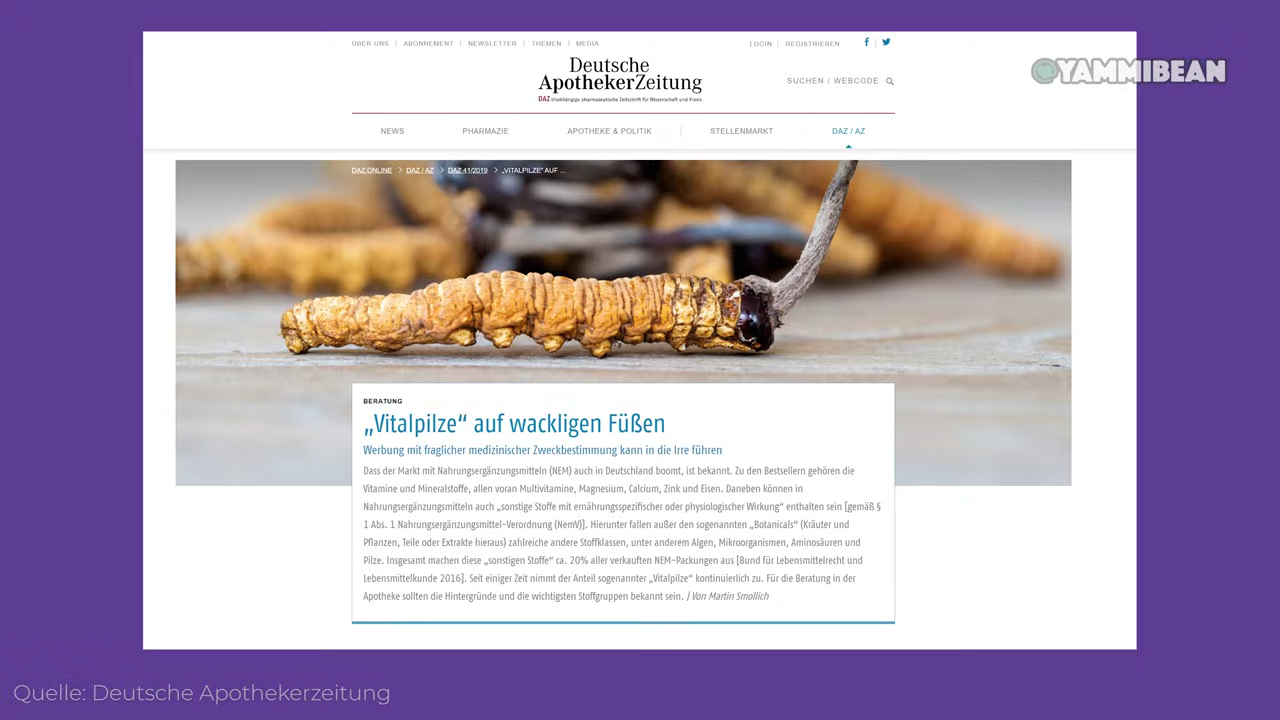 ÜBER UNS | ABONNEMENT | NEWSLETTER | THEMEN | MEDIA
LOGIN | REGISTRIEREN
Deutsche
ApothekerZeitung
DAZ Unabhängige pharmazeutische Zeitschrift für Wissenschaft und Praxis
SUCHEN / WEBCODE
YAMMIBEAN
NEWS PHARMAZIE APOTHEKE & POLITIK STELLENMARKT DAZ / AZ
DAZ.ONLINE > DAZ / AZ > DAZ 41/2019 > „VITALPILZE“ AUF ...
BERATUNG
„Vitalpilze“ auf wackligen Füßen
Werbung mit fraglicher medizinischer Zweckbestimmung kann in die Irre führen
Dass der Markt mit Nahrungsergänzungsmitteln (NEM) auch in Deutschland boomt, ist bekannt. Zu den Bestsellern gehören die
Vitamine und Mineralstoffe, allen voran Multivitamine, Magnesium, Calcium, Zink und Eisen. Daneben können in
Nahrungsergänzungsmitteln auch „sonstige Stoffe mit ernährungsspezifischer oder physiologischer Wirkung“ enthalten sein [gemäß §
1 Abs. 1 Nahrungsergänzungsmittel-Verordnung (NemV)]. Hierunter fallen außer den sogenannten „Botanicals“ (Kräuter und
Pflanzen, Teile oder Extrakte hieraus) zahlreiche andere Stoffklassen, unter anderem Algen, Mikroorganismen, Aminosäuren und
Pilze. Insgesamt machen diese „sonstigen Stoffe“ ca. 20% aller verkauften NEM-Packungen aus [Bund für Lebensmittelrecht und
Lebensmittelkunde 2016]. Seit einiger Zeit nimmt der Anteil sogenannter „Vitalpilze“ kontinuierlich zu. Für die Beratung in der
Apotheke sollten die Hintergründe und die wichtigsten Stoffgruppen bekannt sein. | Von Martin Smollich
Quelle: Deutsche Apothekerzeitung